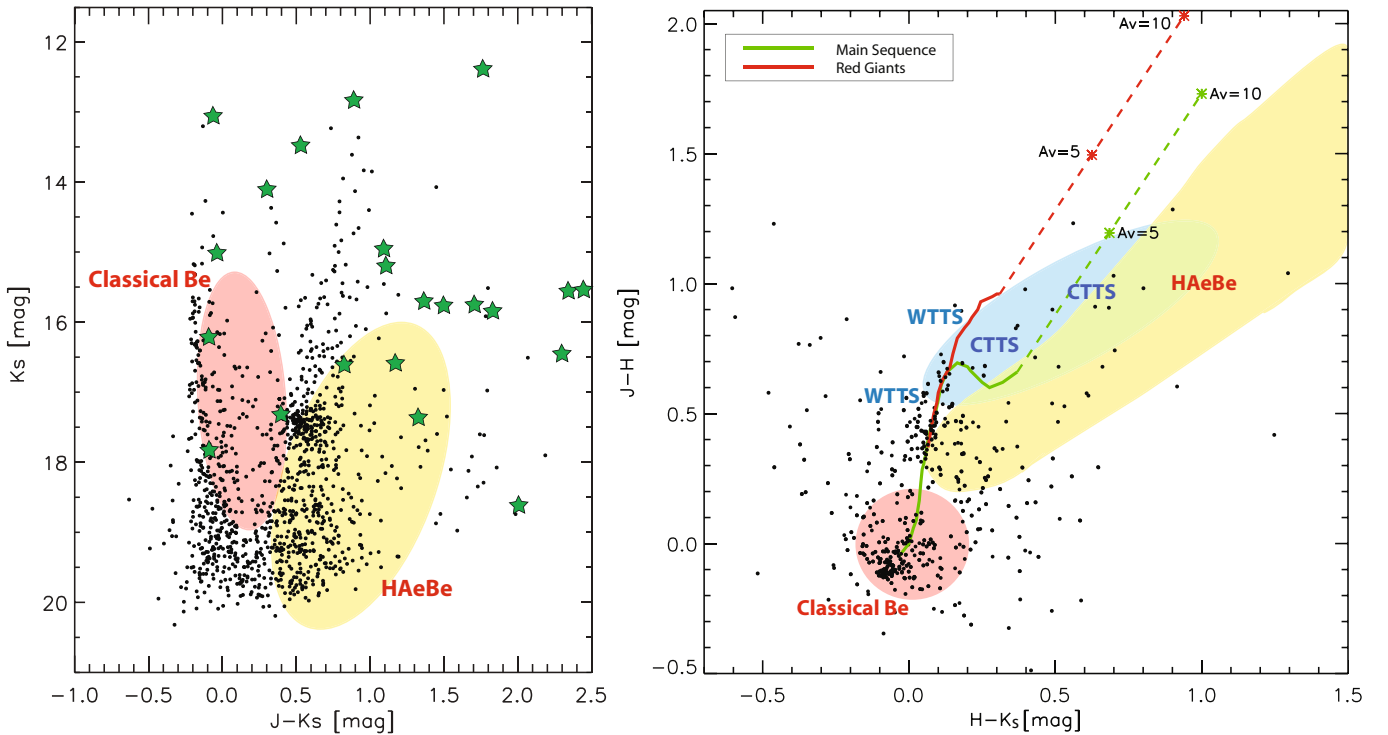 12
14
16
18
20
Ks [mag]
Classical Be
HAeBe
-1.0 -0.5 0.0 0.5 1.0 1.5 2.0 2.5
J-Ks [mag]
2.0
1.5
1.0
0.5
0.0
-0.5
J-H [mag]
Main Sequence
Red Giants
Av=10
Av=10
Av=5
Av=5
WTTS
CTTS
CTTS
HAeBe
WTTS
Classical Be
-0.5 0.0 0.5 1.0 1.5
H-Ks[mag]